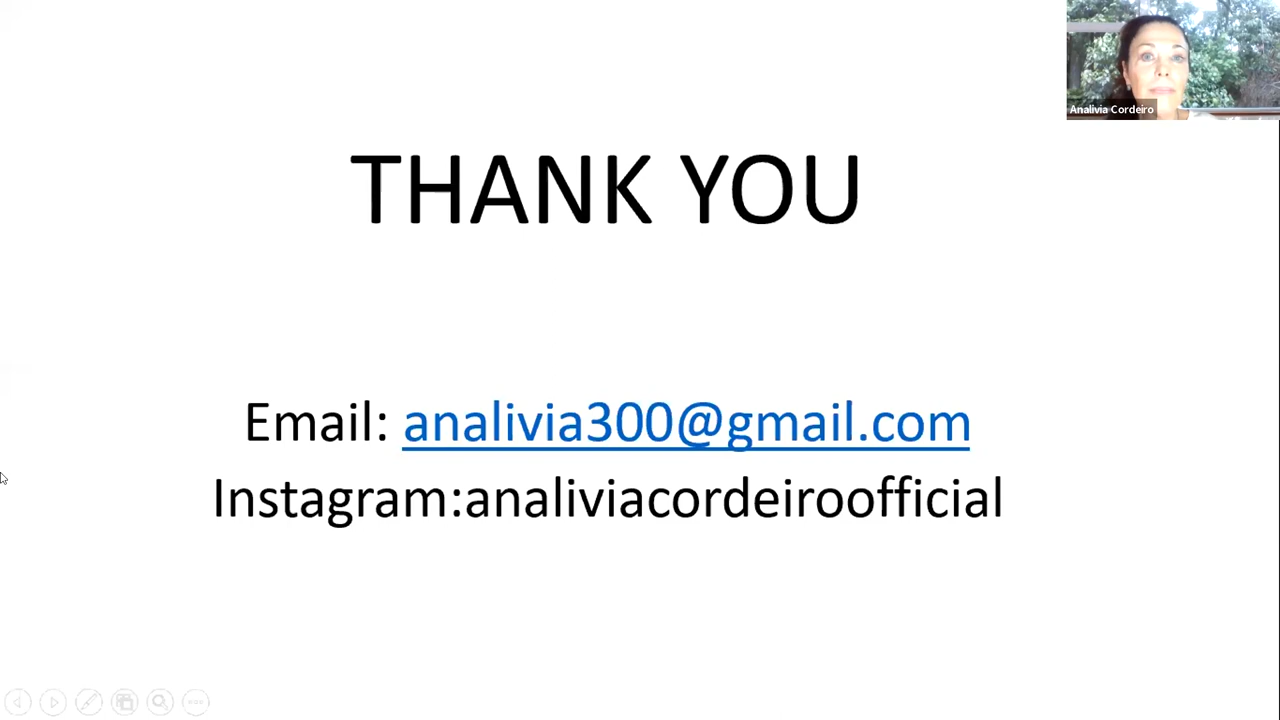 Analivia Cordeiro
THANK YOU
Email: analivia300@gmail.com
Instagram:analiviacordeiroofficial